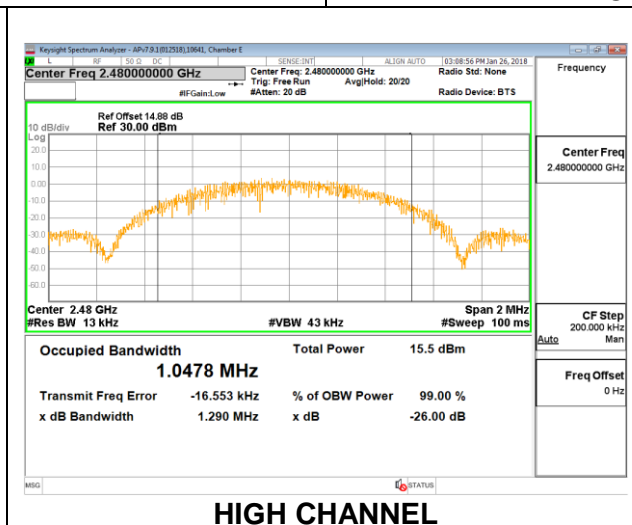 Keysight Spectrum Analyzer - APv7.9.1(012518),10641, Chamber E
L RF 50 Ω DC SENSE:INT ALIGN AUTO 03:08:56 PM Jan 26, 2018
Center Freq 2.480000000 GHz Center Freq: 2.480000000 GHz Radio Std: None Frequency
Trig: Free Run Avg|Hold: 20/20
#IFGain:Low #Atten: 20 dB Radio Device: BTS
Ref Offset 14.88 dB
10 dB/div Ref 30.00 dBm
Log
20.0
10.0
0.00
-10.0
-20.0
-30.0
-40.0
-50.0
-60.0
Center Freq
2.480000000 GHz
Center 2.48 GHz Span 2 MHz
#Res BW 13 kHz #VBW 43 kHz #Sweep 100 ms
CF Step
200.000 kHz
Auto Man
Occupied Bandwidth Total Power 15.5 dBm
1.0478 MHz
Transmit Freq Error -16.553 kHz % of OBW Power 99.00 %
x dB Bandwidth 1.290 MHz x dB -26.00 dB
Freq Offset
0 Hz
MSG STATUS
HIGH CHANNEL